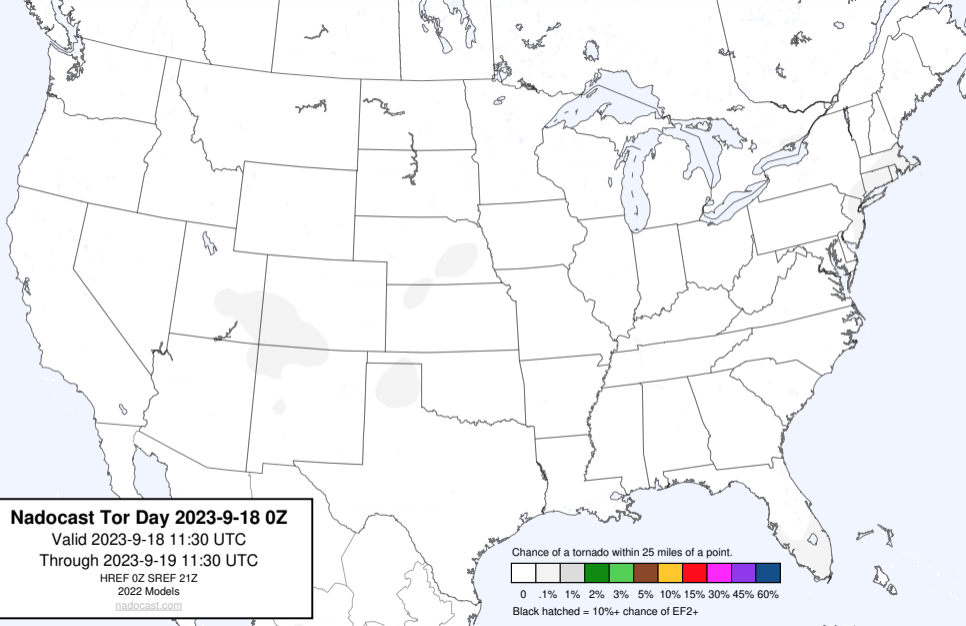 Nadocast Tor Day 2023-9-18 0Z
Valid 2023-9-18 11:30 UTC
Through 2023-9-19 11:30 UTC
HREF 0Z SREF 21Z
2022 Models
nadocast.com
Chance of a tornado within 25 miles of a point.
0 .1% 1% 2% 3% 5% 10% 15% 30% 45% 60%
Black hatched = 10%+ chance of EF2+